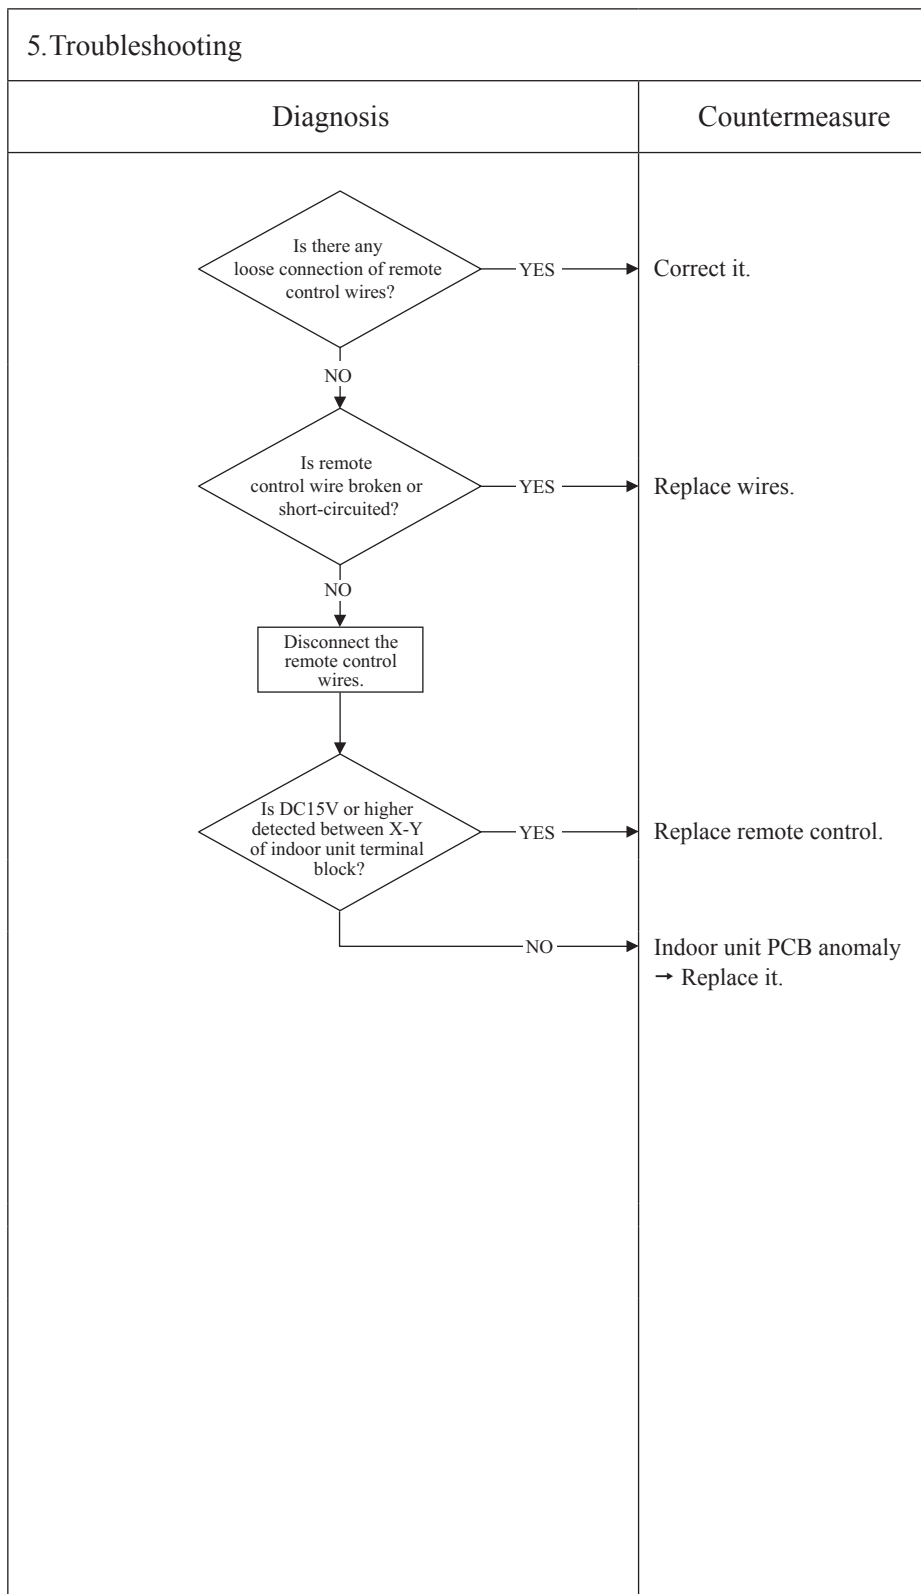 5.Troubleshooting
Diagnosis
Countermeasure
Is there any
loose connection of remote
control wires?
YES
Correct it.
NO
Is remote
control wire broken or
short-circuited?
YES
Replace wires.
NO
Disconnect the
remote control
wires.
Is DC15V or higher
detected between X-Y
of indoor unit terminal
block?
YES
Replace remote control.
NO
Indoor unit PCB anomaly
→ Replace it.